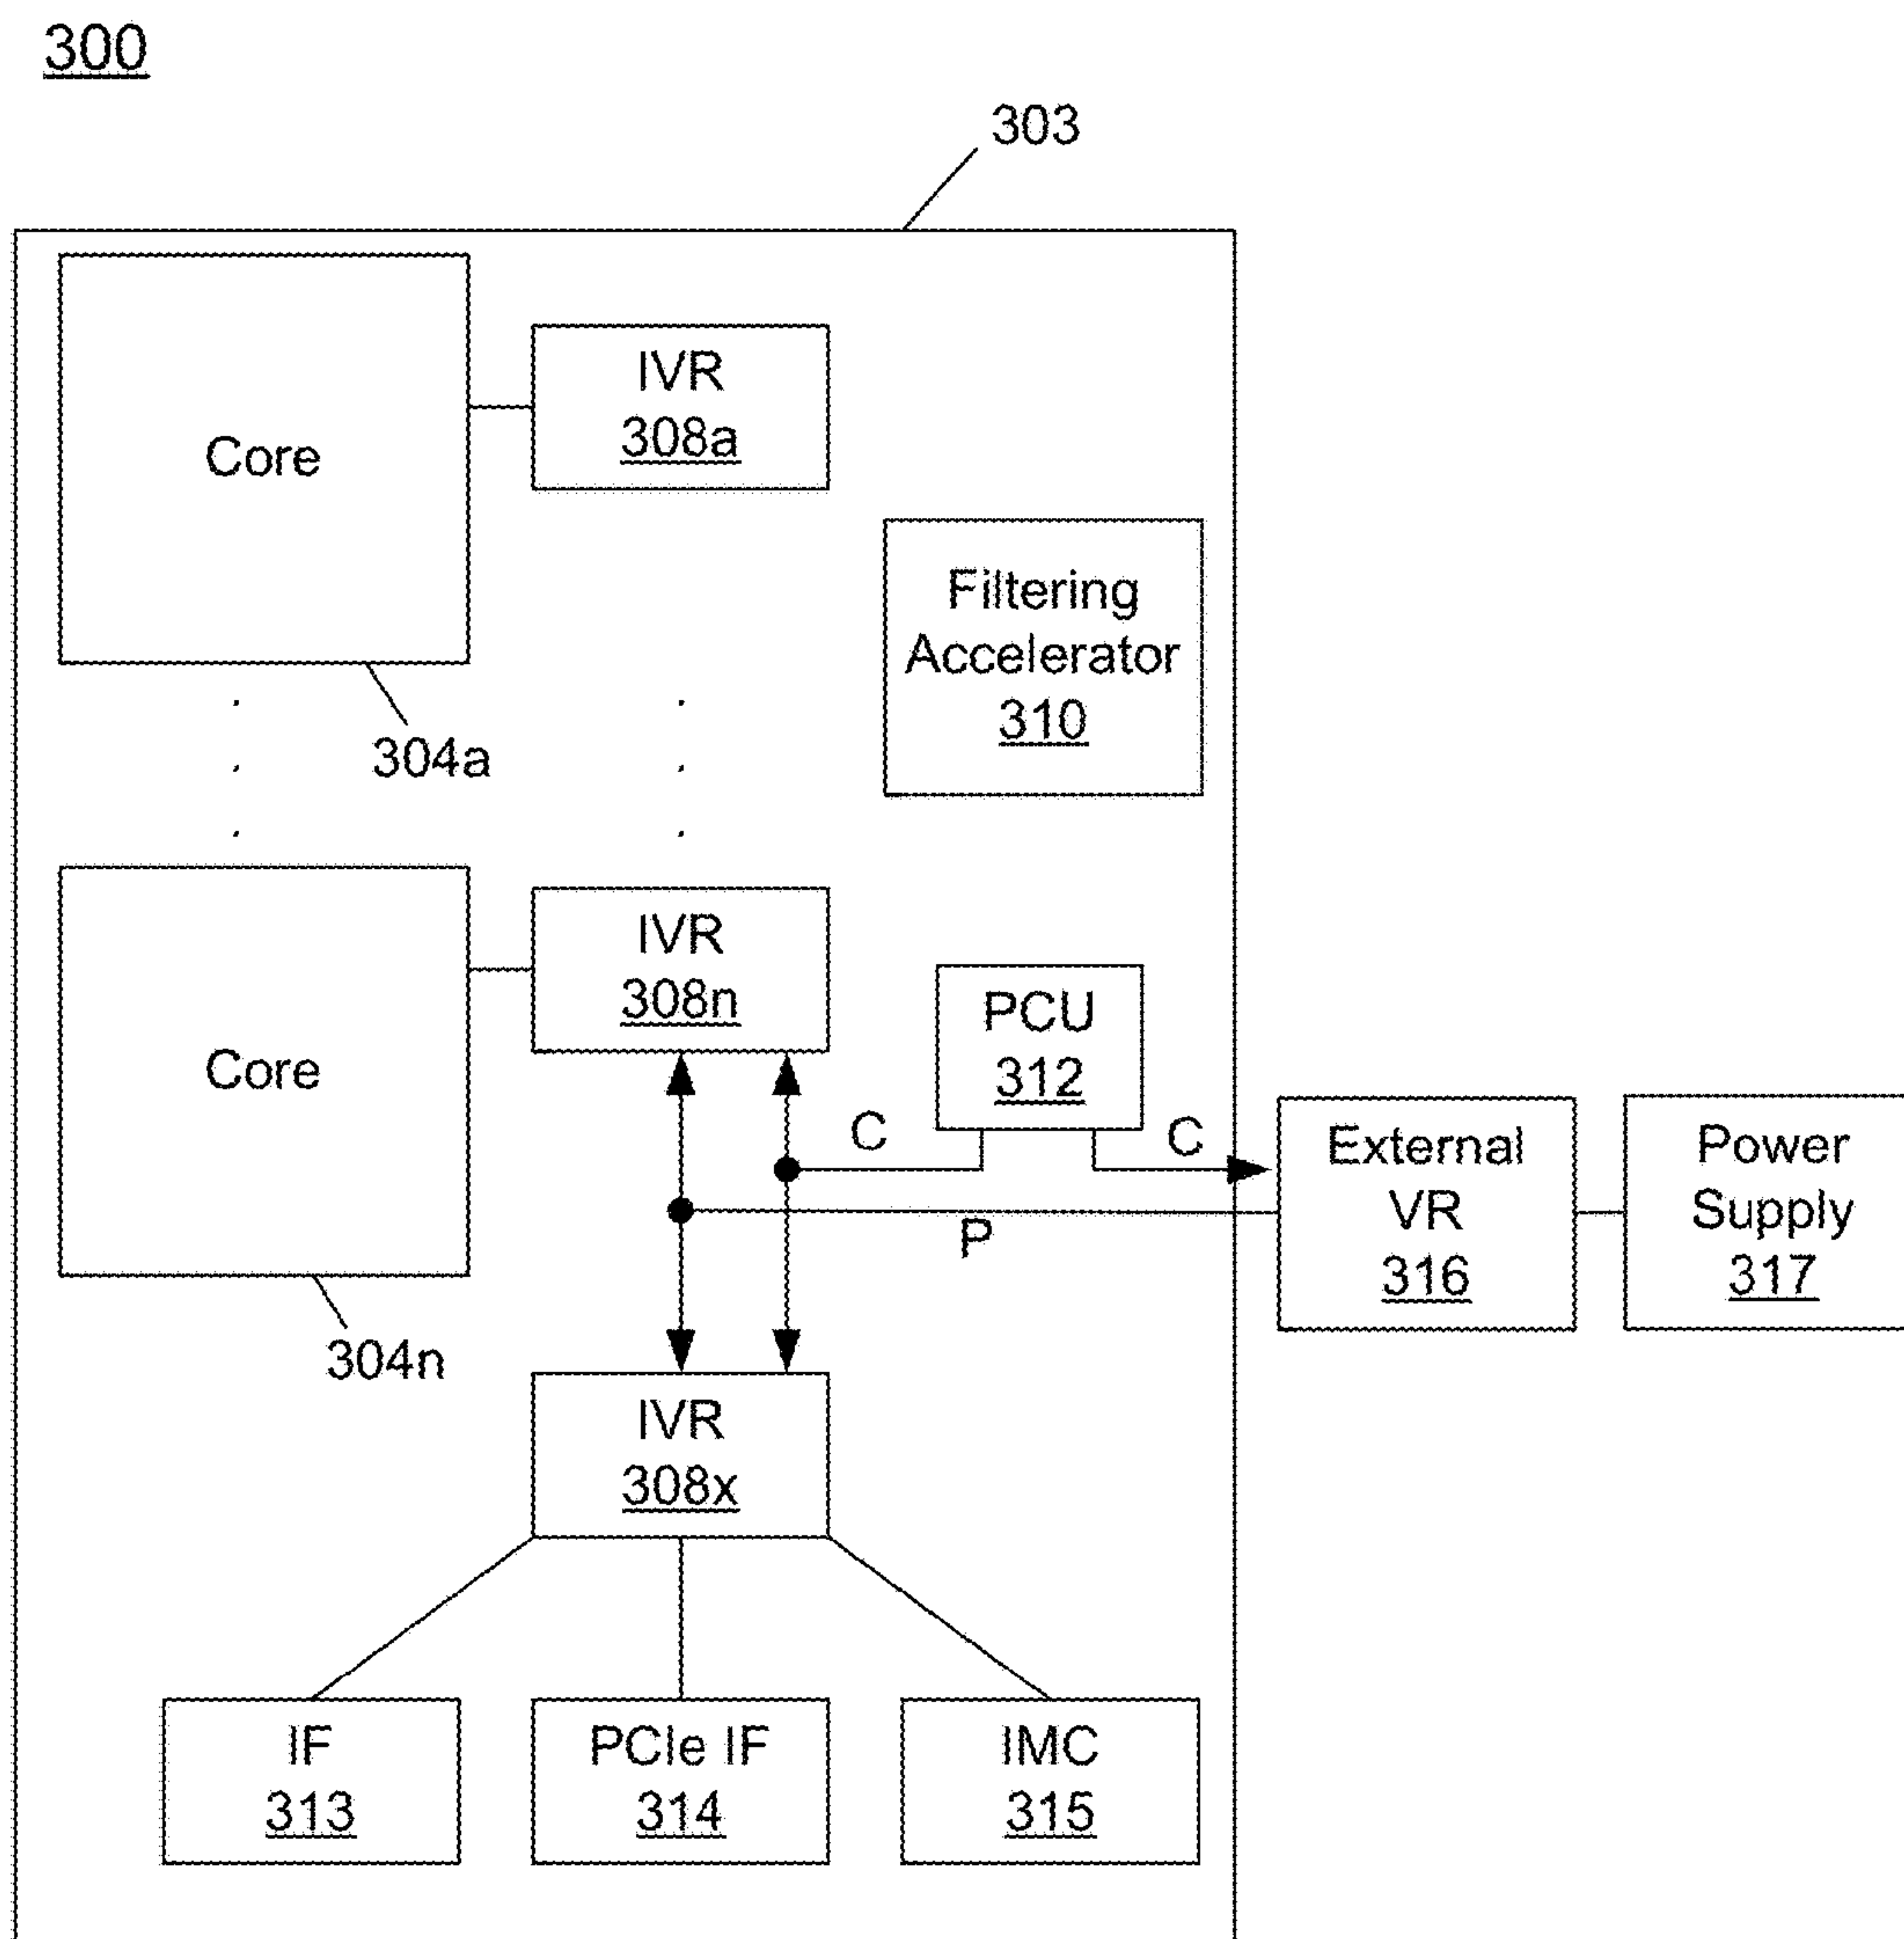 300
303
Core
IVR
308a
Filtering
Accelerator
310
304a
Core
IVR
308n
PCU
312
C
C
P
External
VR
316
Power
Supply
317
304n
IVR
308x
IF
313
PCIe IF
314
IMC
315